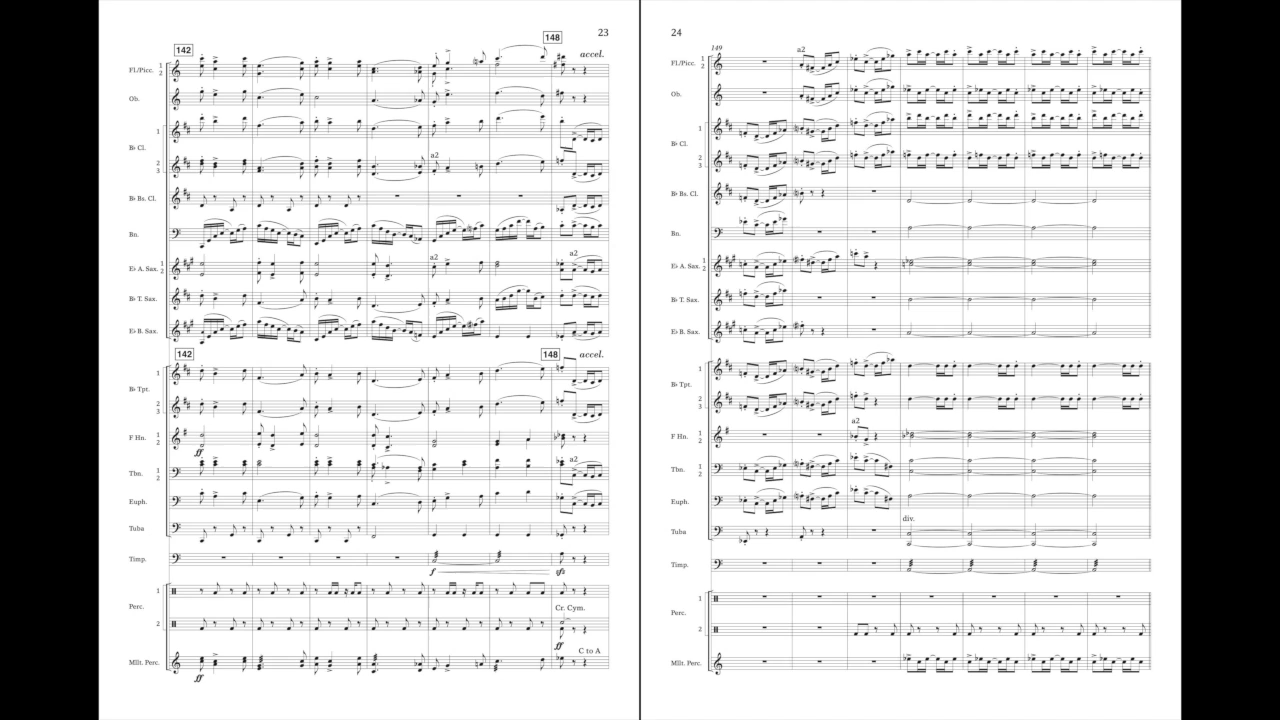 23
142
148
accel.
Fl/Picc. 1 2
Ob.
B♭ Cl. 1
2 3
a2
B♭ Bs. Cl.
Bn.
E♭ A. Sax. 1 2
a2
a2
B♭ T. Sax.
E♭ B. Sax.
142
148
accel.
B♭ Tpt. 1
2 3
F Hn. 1 2
ff
Tbn. 1 2
a2
Euph.
Tuba
Timp.
f
sfz
Perc. 1
Cr. Cym.
2
ff
C to A
Mllt. Perc.
ff
24
149
a2
Fl/Picc. 1 2
Ob.
B♭ Cl. 1
2 3
B♭ Bs. Cl.
Bn.
E♭ A. Sax. 1 2
B♭ T. Sax.
E♭ B. Sax.
B♭ Tpt. 1
2 3
a2
F Hn. 1 2
Tbn. 1 2
Euph.
div.
Tuba
Timp.
Perc. 1
2
Mllt. Perc.